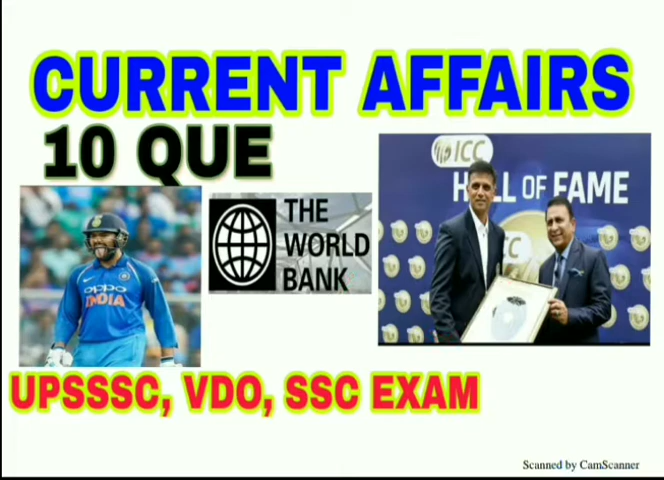 CURRENT AFFAIRS
10 QUE
ICC
HALL OF FAME
ICC
THE
WORLD
BANK
oppo
INDIA
UPSSSC, VDO, SSC EXAM
Scanned by CamScanner